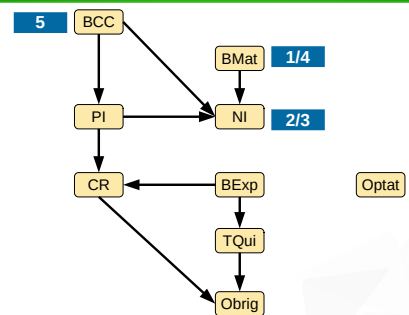 5 BCC
BMat 1/4
PI NI 2/3
CR BExp Optat
TQui
Obrig